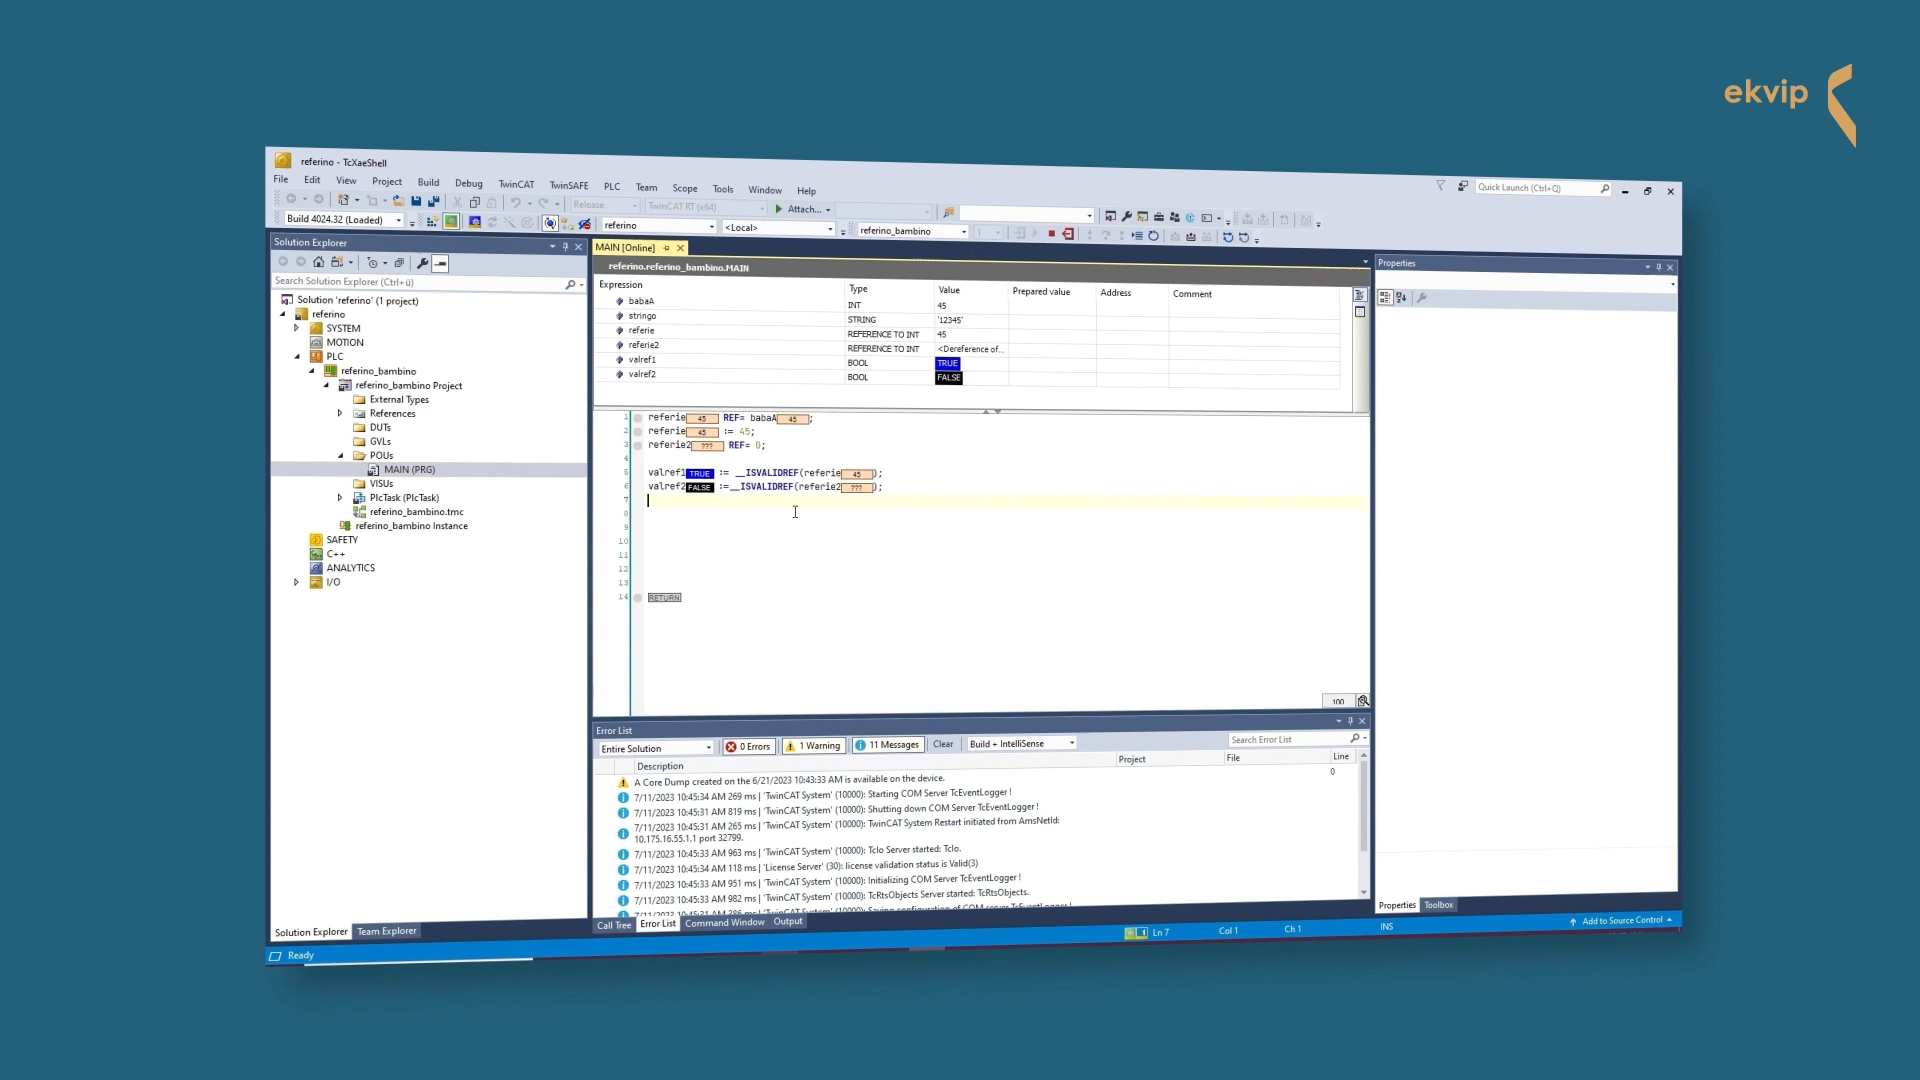 ekvip
referino - TcXaeShell
File Edit View Project Build Debug TwinCAT TwinSAFE PLC Team Scope Tools Window Help
Quick Launch (Ctrl+Q)
Release TwinCAT RT (x64) Attach...
Build 4024.32 (Loaded) referino <Local> referino_bambino
Solution Explorer
Search Solution Explorer (Ctrl+ü)
Solution 'referino' (1 project)
referino
SYSTEM
MOTION
PLC
referino_bambino
referino_bambino Project
External Types
References
DUTs
GVLs
POUs
MAIN (PRG)
VISUs
PlcTask (PlcTask)
referino_bambino.tmc
referino_bambino Instance
SAFETY
C++
ANALYTICS
I/O
Solution Explorer Team Explorer
MAIN [Online]
referino.referino_bambino.MAIN
Expression Type Value Prepared value Address Comment
babaA INT 45
stringo STRING '12345'
referie REFERENCE TO INT 45
referie2 REFERENCE TO INT <Dereference of...
valref1 BOOL TRUE
valref2 BOOL FALSE
1 referie 45 REF= babaA 45 ;
2 referie 45 := 45;
3 referie2 ??? REF= 0;
4
5 valref1 TRUE := __ISVALIDREF(referie 45 );
6 valref2 FALSE :=__ISVALIDREF(referie2 ??? );
7
8
9
10
11
12
13
14 RETURN
100
Error List
Entire Solution 0 Errors 1 Warning 11 Messages Clear Build + IntelliSense Search Error List
Description Project File Line
A Core Dump created on the 6/21/2023 10:43:33 AM is available on the device. 0
7/11/2023 10:45:34 AM 269 ms | 'TwinCAT System' (10000): Starting COM Server TcEventLogger !
7/11/2023 10:45:31 AM 819 ms | 'TwinCAT System' (10000): Shutting down COM Server TcEventLogger !
7/11/2023 10:45:31 AM 265 ms | 'TwinCAT System' (10000): TwinCAT System Restart initiated from AmsNetId:
10.175.16.55.1.1 port 32799.
7/11/2023 10:45:33 AM 963 ms | 'TwinCAT System' (10000): TcIo Server started: TcIo.
7/11/2023 10:45:34 AM 118 ms | 'License Server' (30): license validation status is Valid(3)
7/11/2023 10:45:33 AM 951 ms | 'TwinCAT System' (10000): Initializing COM Server TcEventLogger !
7/11/2023 10:45:33 AM 982 ms | 'TwinCAT System' (10000): TcRtsObjects Server started: TcRtsObjects.
Call Tree Error List Command Window Output
Properties
Properties Toolbox
Ready Ln 7 Col 1 Ch 1 INS Add to Source Control